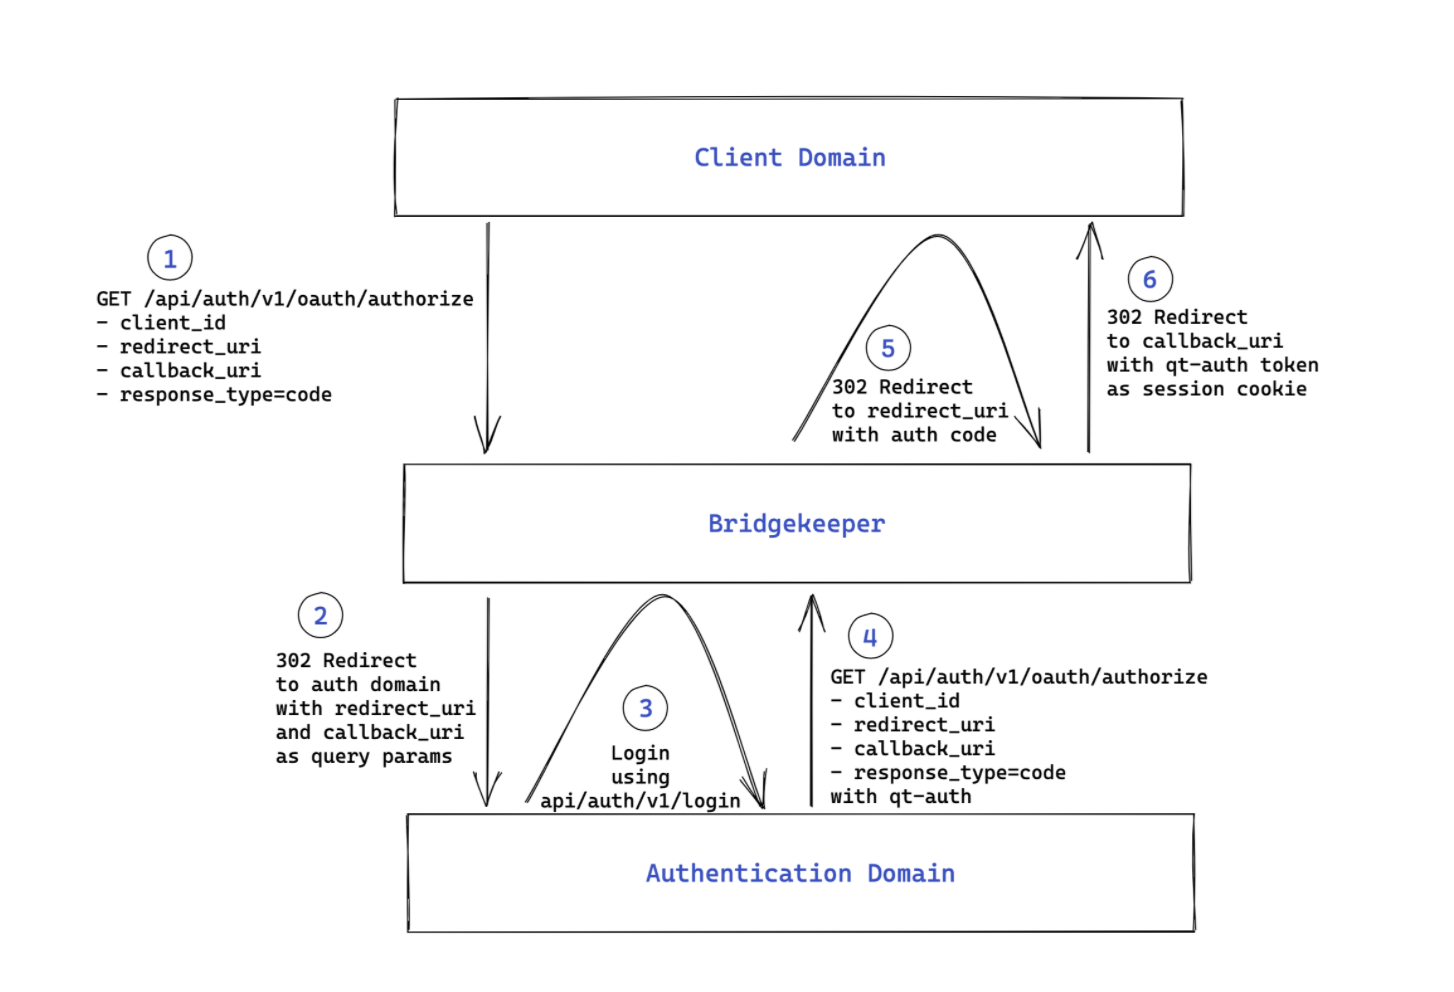 Client Domain
1
GET /api/auth/v1/oauth/authorize
- client_id
- redirect_uri
- callback_uri
- response_type=code
5
302 Redirect
to redirect_uri
with auth code
6
302 Redirect
to callback_uri
with qt-auth token
as session cookie
Bridgekeeper
2
302 Redirect
to auth domain
with redirect_uri
and callback_uri
as query params
3
Login
using
api/auth/v1/login
4
GET /api/auth/v1/oauth/authorize
- client_id
- redirect_uri
- callback_uri
- response_type=code
with qt-auth
Authentication Domain